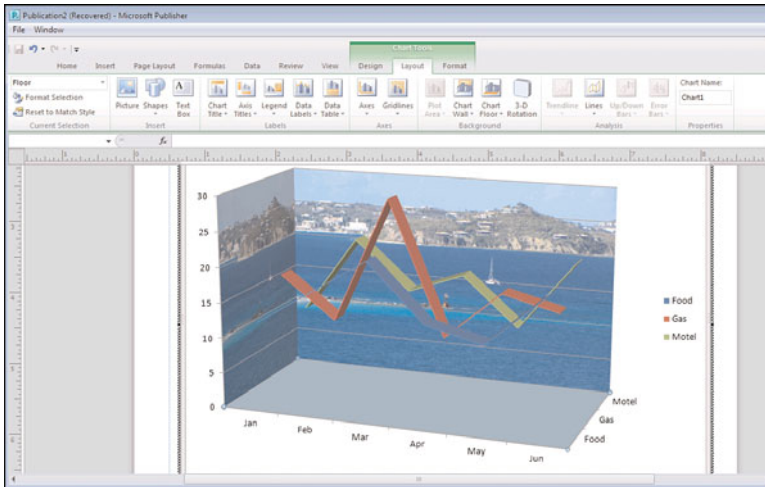 Publication2 (Recovered) - Microsoft Publisher
File Window
Chart Tools
Home Insert Page Layout Formulas Data Review View Design Layout Format
Floor
Format Selection
Reset to Match Style
Current Selection
Picture Shapes Text Box
Insert
Chart Title Axis Titles Legend Data Labels Data Table
Labels
Axes Gridlines
Axes
Plot Area Chart Wall Chart Floor 3-D Rotation
Background
Trendline Lines Up/Down Bars Error Bars
Analysis
Chart Name:
Chart1
Properties
fx
30
25
20
15
10
5
0
Jan
Feb
Mar
Apr
May
Jun
Motel
Gas
Food
Food
Gas
Motel